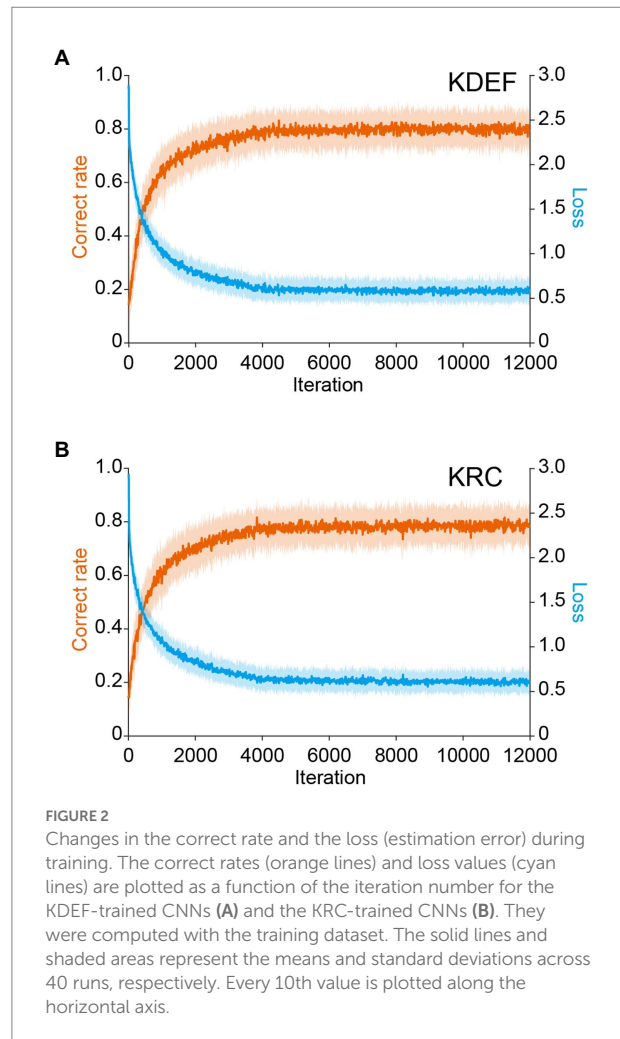 A
KDEF
1.0
0.8
0.6
0.4
0.2
0
Correct rate
3.0
2.5
2.0
1.5
1.0
0.5
0
Loss
0 2000 4000 6000 8000 10000 12000
Iteration
B
KRC
1.0
0.8
0.6
0.4
0.2
0
Correct rate
3.0
2.5
2.0
1.5
1.0
0.5
0
Loss
0 2000 4000 6000 8000 10000 12000
Iteration
FIGURE 2
Changes in the correct rate and the loss (estimation error) during
training. The correct rates (orange lines) and loss values (cyan
lines) are plotted as a function of the iteration number for the
KDEF-trained CNNs (A) and the KRC-trained CNNs (B). They
were computed with the training dataset. The solid lines and
shaded areas represent the means and standard deviations across
40 runs, respectively. Every 10th value is plotted along the
horizontal axis.